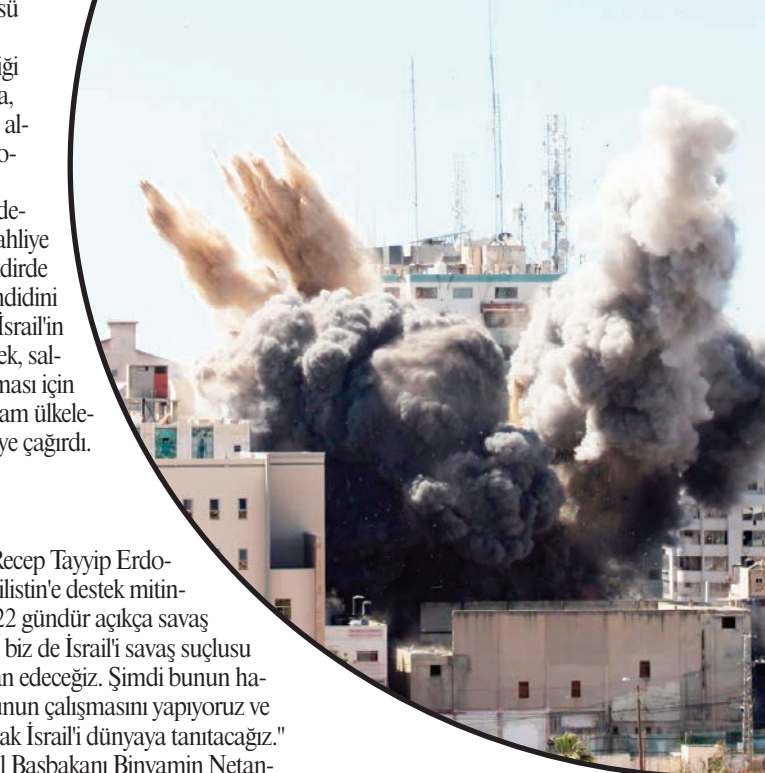 sü
iği
a,
al-
o-
de-
ahliye
dirde
ndidini
İsrail'in
ek, sal-
ması için
am ülkele-
ye çağırdı.
Recep Tayyip Erdo-
ilistin'e destek mitin-
22 gündür açıkça savaş
biz de İsrail'i savaş suçlusu
an edeceğiz. Şimdi bunun ha-
unun çalışmasını yapıyoruz ve
rak İsrail'i dünyaya tanıtacağız."
l Başbakanı Binyamin Netan-